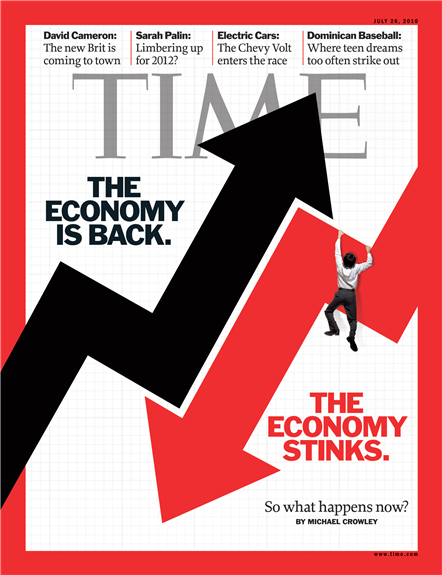 JULY 26, 2010
David Cameron:
The new Brit is
coming to town
Sarah Palin:
Limbering up
for 2012?
Electric Cars:
The Chevy Volt
enters the race
Dominican Baseball:
Where teen dreams
too often strike out
TIME
THE
ECONOMY
IS BACK.
THE
ECONOMY
STINKS.
So what happens now?
BY MICHAEL CROWLEY
www.time.com